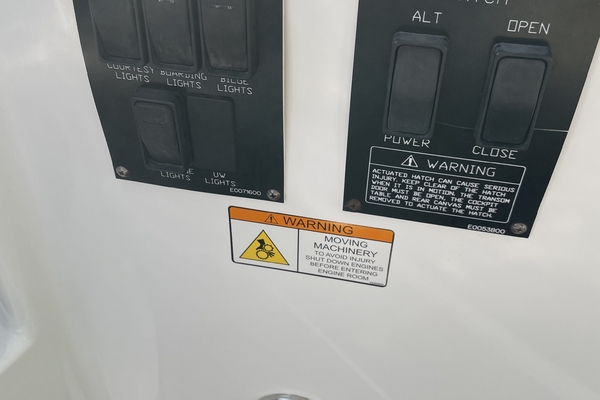 ALT
OPEN
COURTESY
LIGHTS
BOARDING
LIGHTS
BILGE
LIGHTS
LIGHTS
UW
LIGHTS
E0071600
POWER
CLOSE
WARNING
ACTUATED HATCH CAN CAUSE SERIOUS
INJURY. KEEP CLEAR OF THE HATCH
WHEN IT IS IN MOTION. THE TRANSOM
DOOR MUST BE OPEN, THE COCKPIT
TABLE AND REAR CANVAS MUST BE
REMOVED TO ACTUATE THE HATCH.
E0053800
WARNING
MOVING
MACHINERY
TO AVOID INJURY
SHUT DOWN ENGINES
BEFORE ENTERING
ENGINE ROOM.